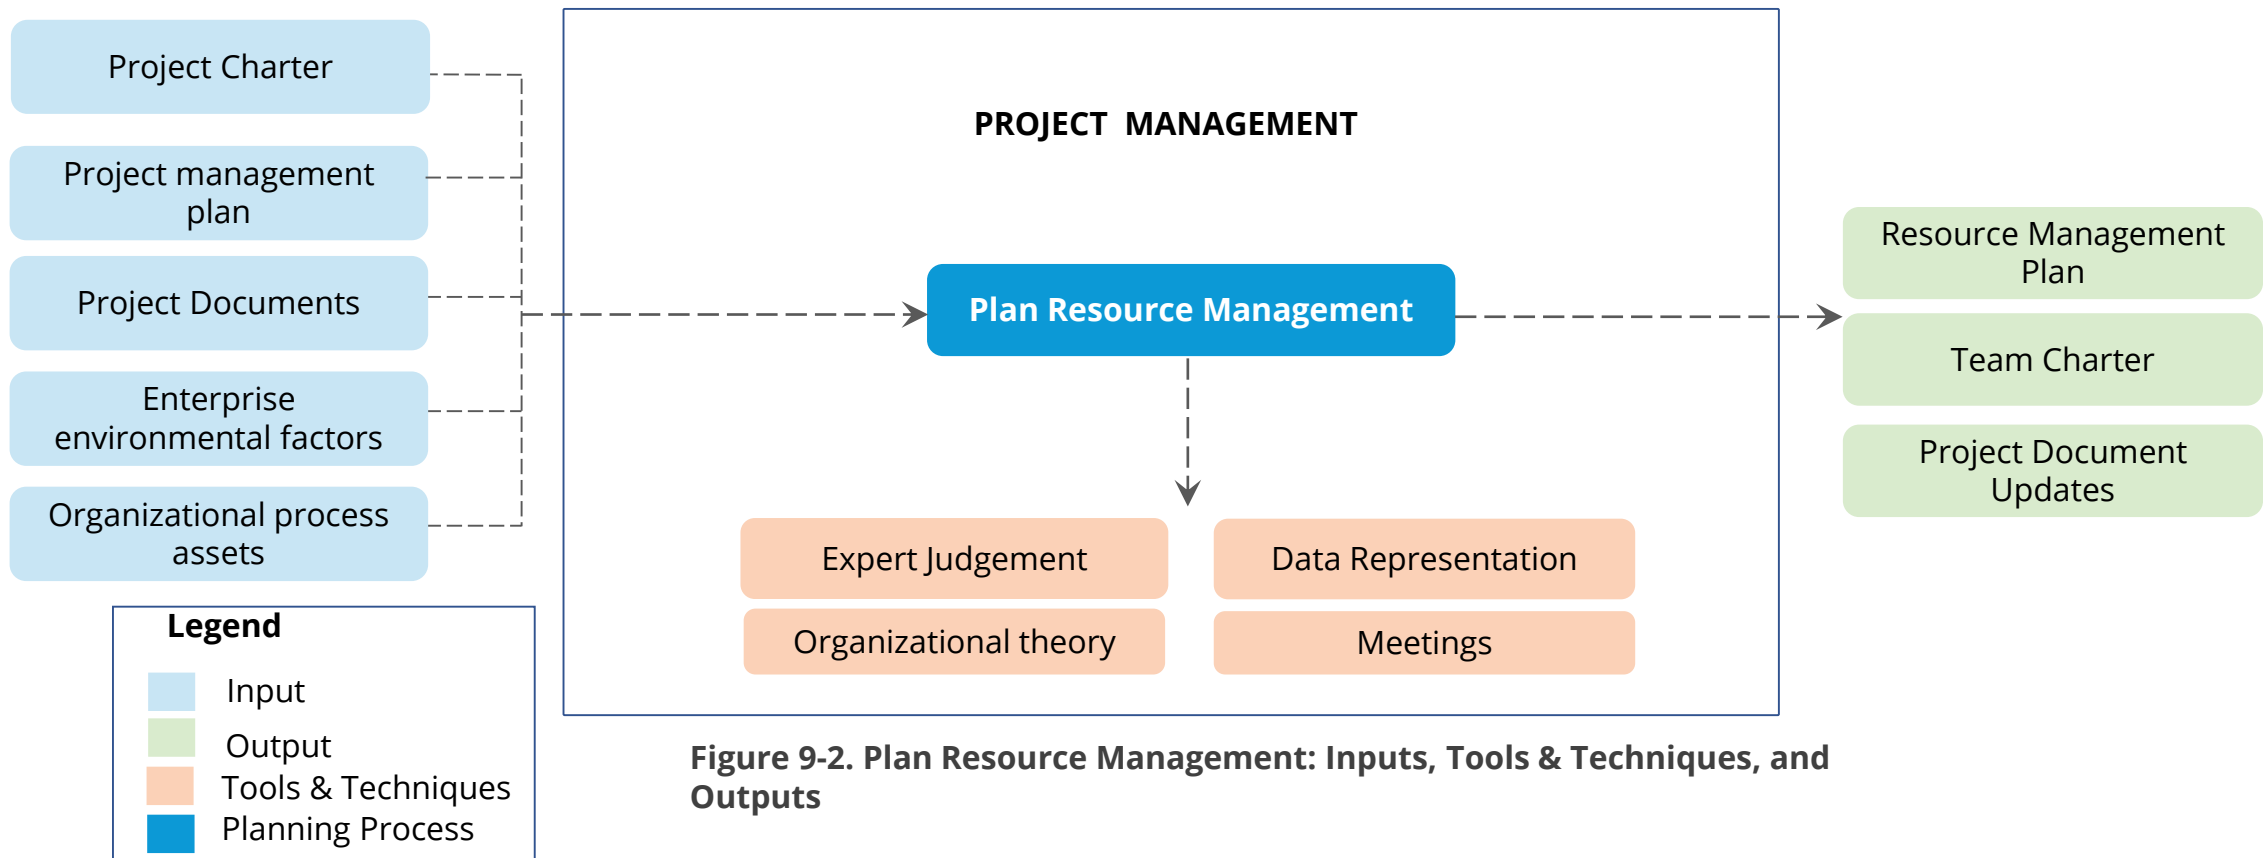 Project Charter
Project management
plan
Project Documents
Enterprise
environmental factors
Organizational process
assets
PROJECT MANAGEMENT
Plan Resource Management
Expert Judgement
Data Representation
Organizational theory
Meetings
Resource Management
Plan
Team Charter
Project Document
Updates
Legend
Input
Output
Tools & Techniques
Planning Process
Figure 9-2. Plan Resource Management: Inputs, Tools & Techniques, and
Outputs